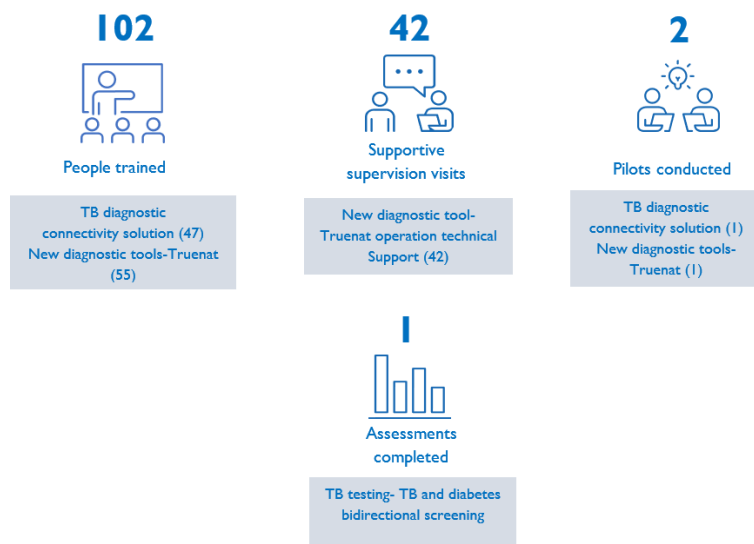 102
People trained
TB diagnostic
connectivity solution (47)
New diagnostic tools-Truenat
(55)
42
Supportive
supervision visits
New diagnostic tool-
Truenat operation technical
Support (42)
2
Pilots conducted
TB diagnostic
connectivity solution (1)
New diagnostic tools-
Truenat (1)
1
Assessments
completed
TB testing- TB and diabetes
bidirectional screening